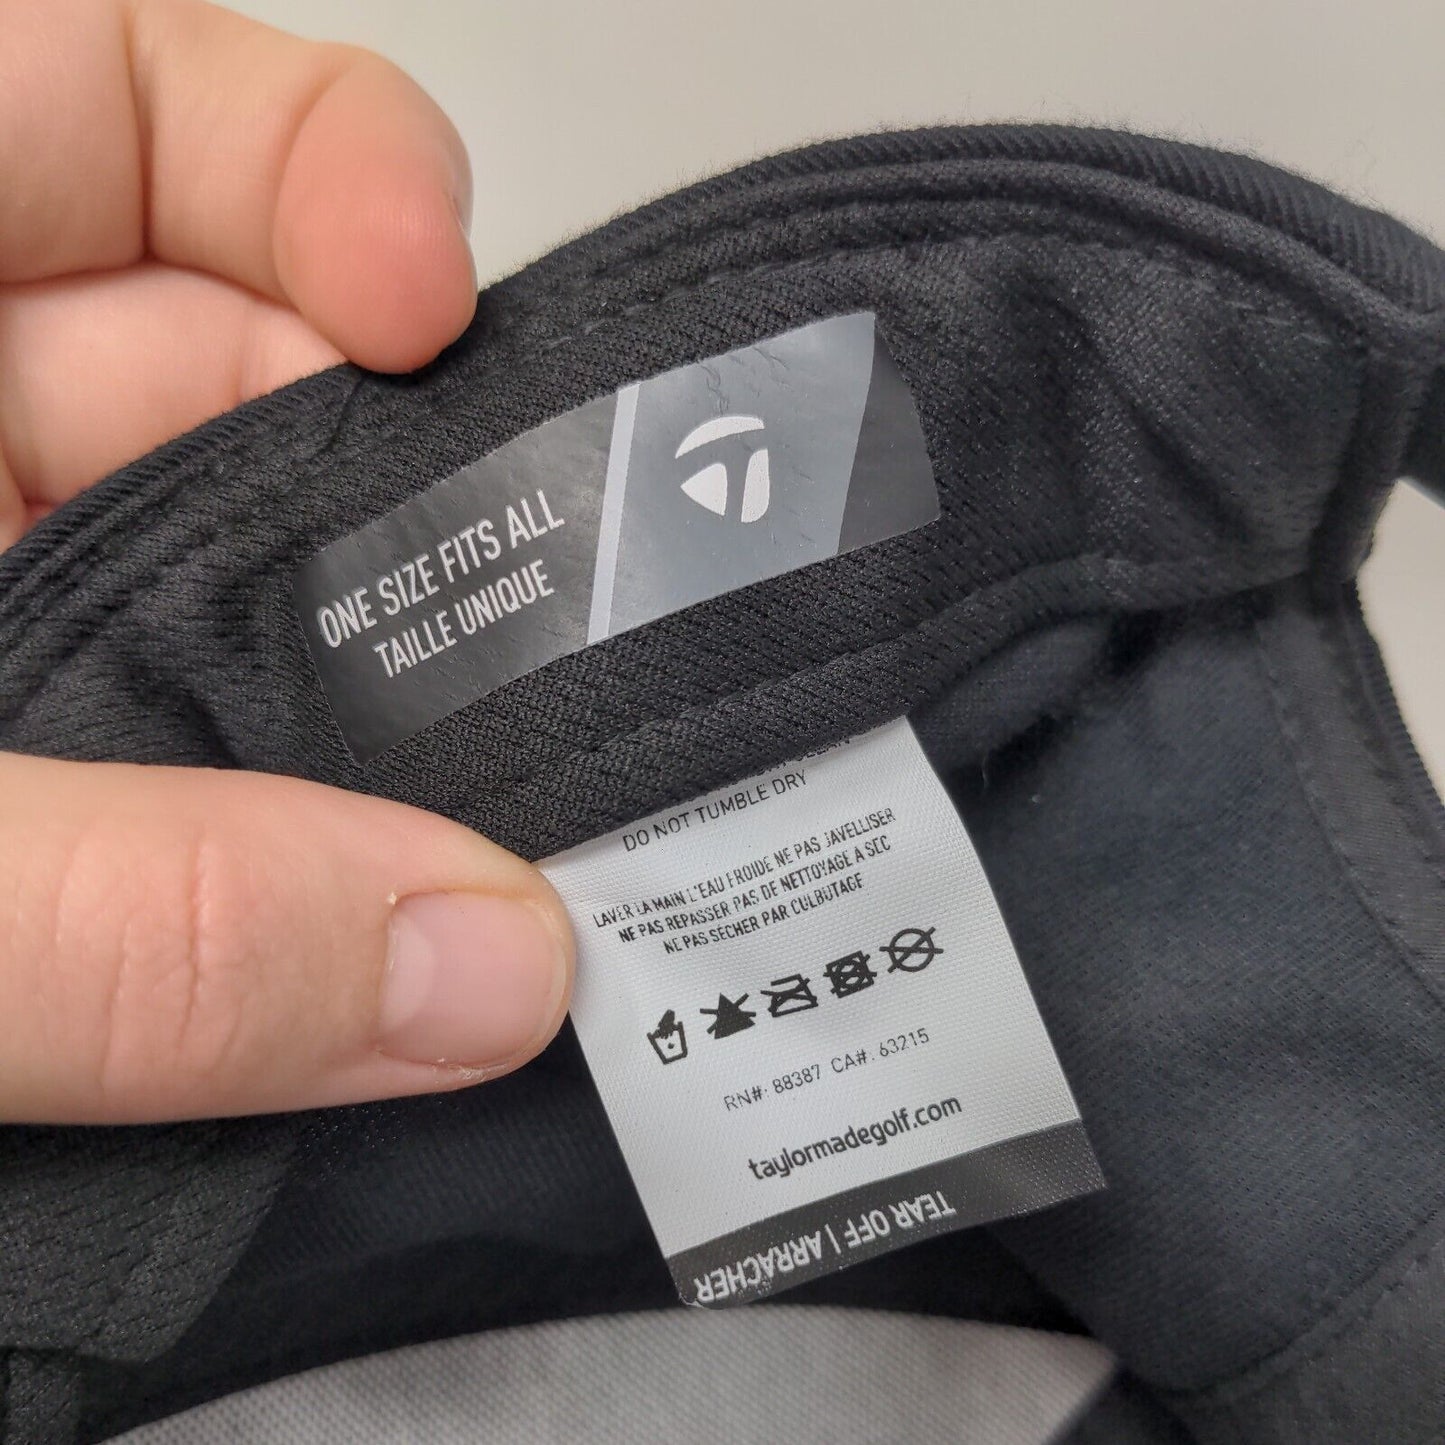 ONE SIZE FITS ALL
TAILLE UNIQUE
DO NOT TUMBLE DRY
LAVER LA MAIN L'EAU FROIDE NE PAS JAVELLISER
NE PAS REPASSER PAS DE NETTOYAGE A SEC
NE PAS SECHER PAR CULBUTAGE
RN#: 88387 CA#. 63215
taylormadegolf.com
TEAR OFF | ARRACHER